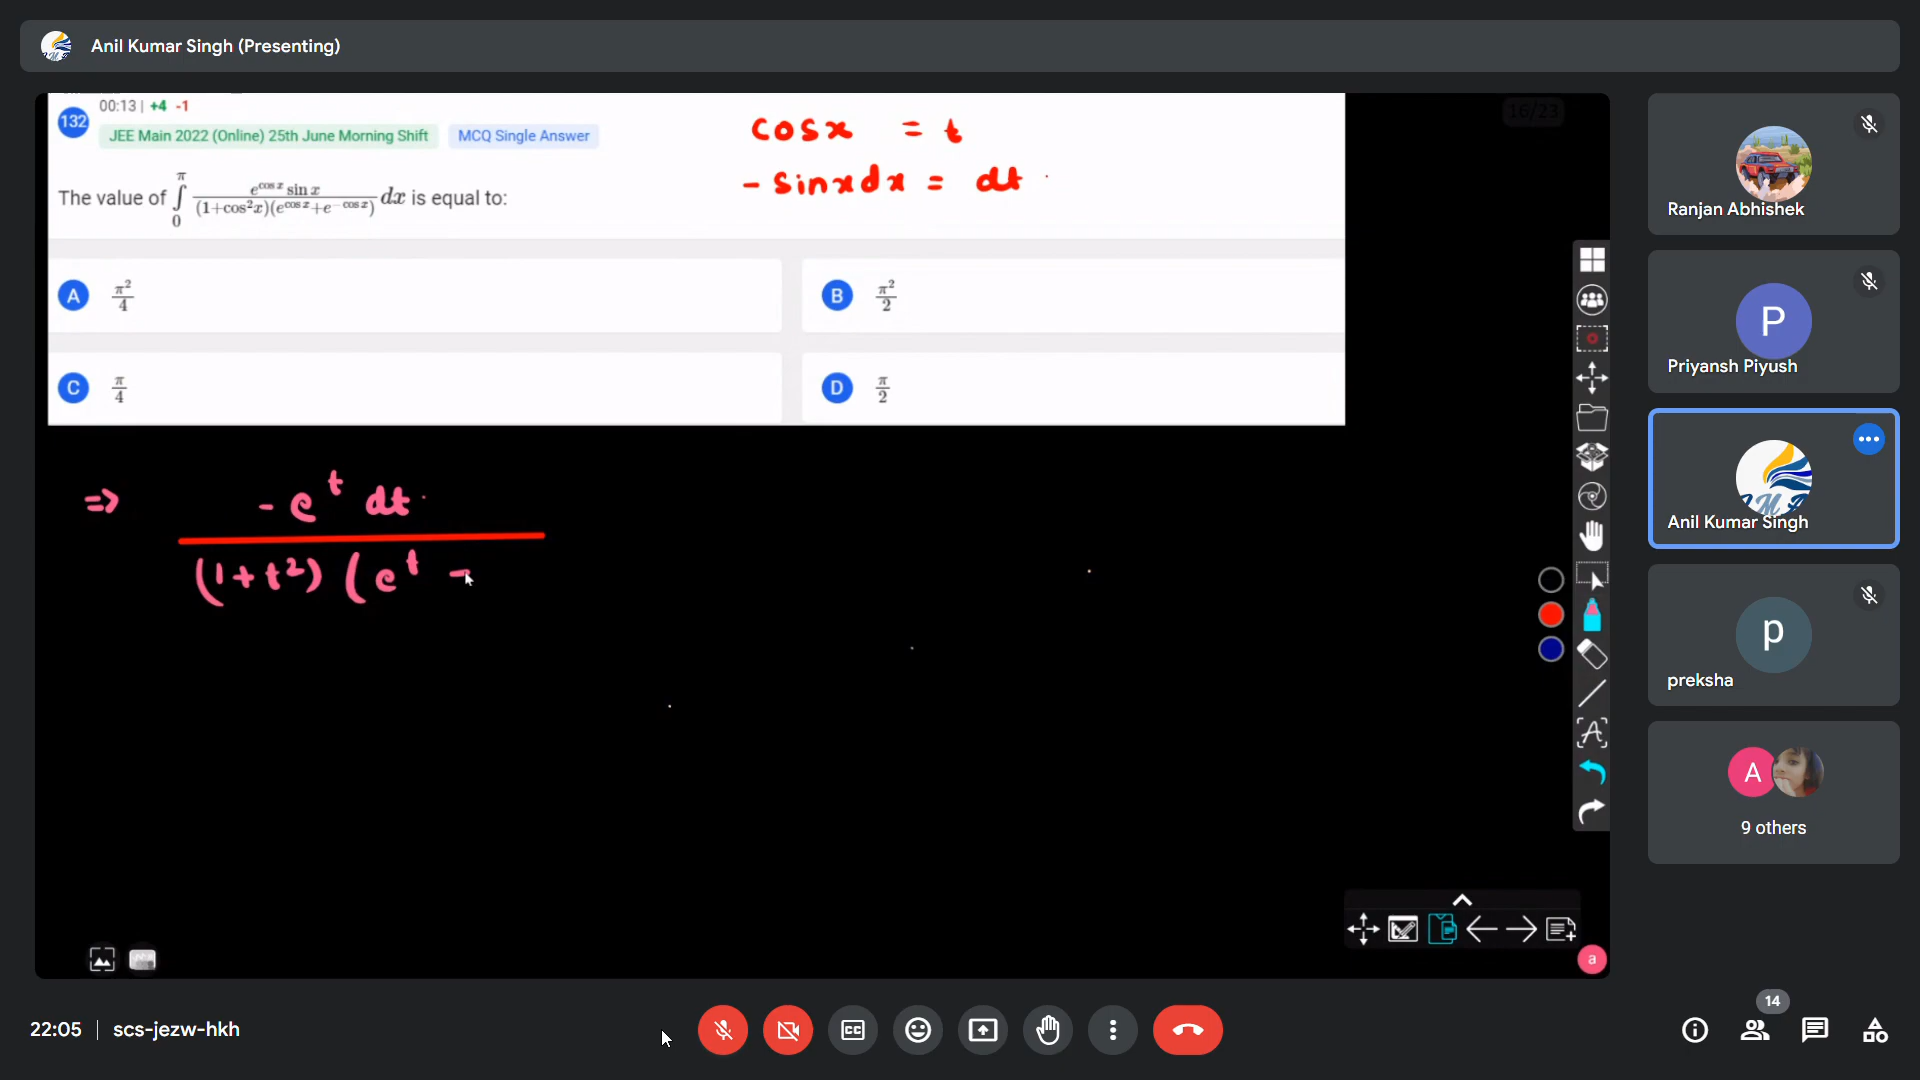 Anil Kumar Singh (Presenting)
16/23
132
00:13 | +4 -1
JEE Main 2022 (Online) 25th June Morning Shift MCQ Single Answer
The value of ∫₀^π (e^(cos x) sin x)/((1+cos²x)(e^(cos x)+e^(−cos x))) dx is equal to:
cosx = t
- sinxdx = dt
A π²/4
B π²/2
C π/4
D π/2
⇒ - e^t dt
(1+t²) (e^t -
Ranjan Abhishek
P
Priyansh Piyush
Anil Kumar Singh
p
preksha
A
9 others
a
22:05 | scs-jezw-hkh
14